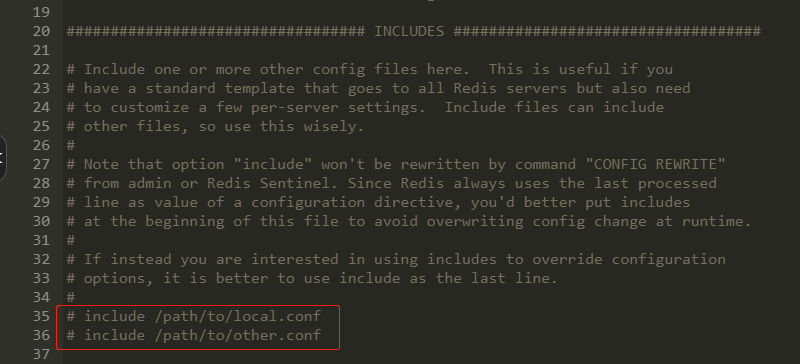 19
20 ################################## INCLUDES ###################################
21
22 # Include one or more other config files here.  This is useful if you
23 # have a standard template that goes to all Redis servers but also need
24 # to customize a few per-server settings.  Include files can include
25 # other files, so use this wisely.
26 #
27 # Note that option "include" won't be rewritten by command "CONFIG REWRITE"
28 # from admin or Redis Sentinel. Since Redis always uses the last processed
29 # line as value of a configuration directive, you'd better put includes
30 # at the beginning of this file to avoid overwriting config change at runtime.
31 #
32 # If instead you are interested in using includes to override configuration
33 # options, it is better to use include as the last line.
34 #
35 # include /path/to/local.conf
36 # include /path/to/other.conf
37